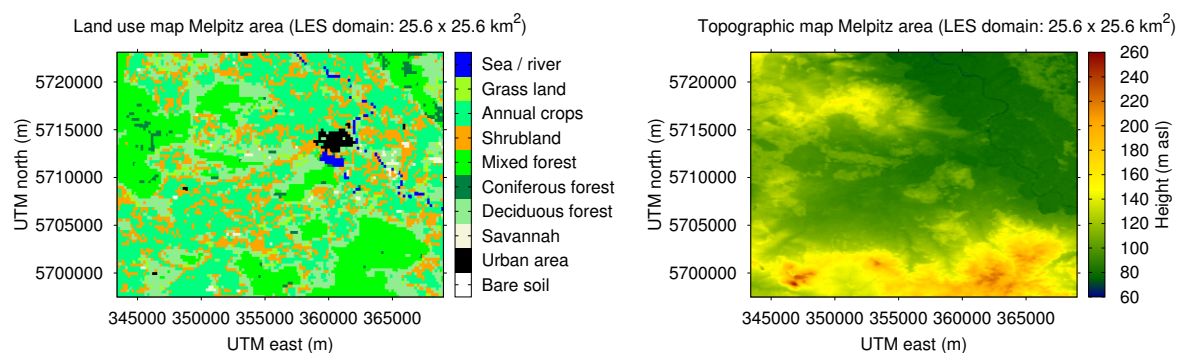 Land use map Melpitz area (LES domain: 25.6 x 25.6 km²)
5720000
5715000
5710000
5705000
5700000
UTM north (m)
345000 350000 355000 360000 365000
UTM east (m)
Sea / river
Grass land
Annual crops
Shrubland
Mixed forest
Coniferous forest
Deciduous forest
Savannah
Urban area
Bare soil
Topographic map Melpitz area (LES domain: 25.6 x 25.6 km²)
5720000
5715000
5710000
5705000
5700000
UTM north (m)
345000 350000 355000 360000 365000
UTM east (m)
260
240
220
200
180
160
140
120
100
80
60
Height (m asl)